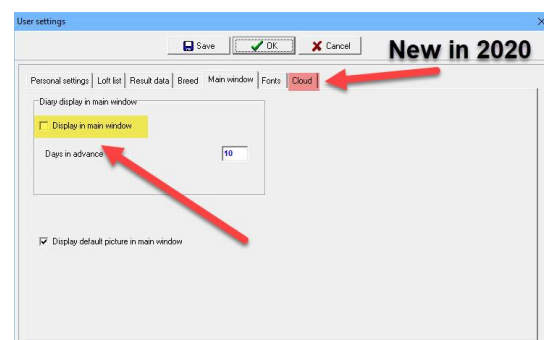 User settings
Save OK Cancel
New in 2020
Personal settings Loft list Result data Breed Main window Fonts Cloud
Diary display in main window
Display in main window
Days in advance 10
Display default picture in main window